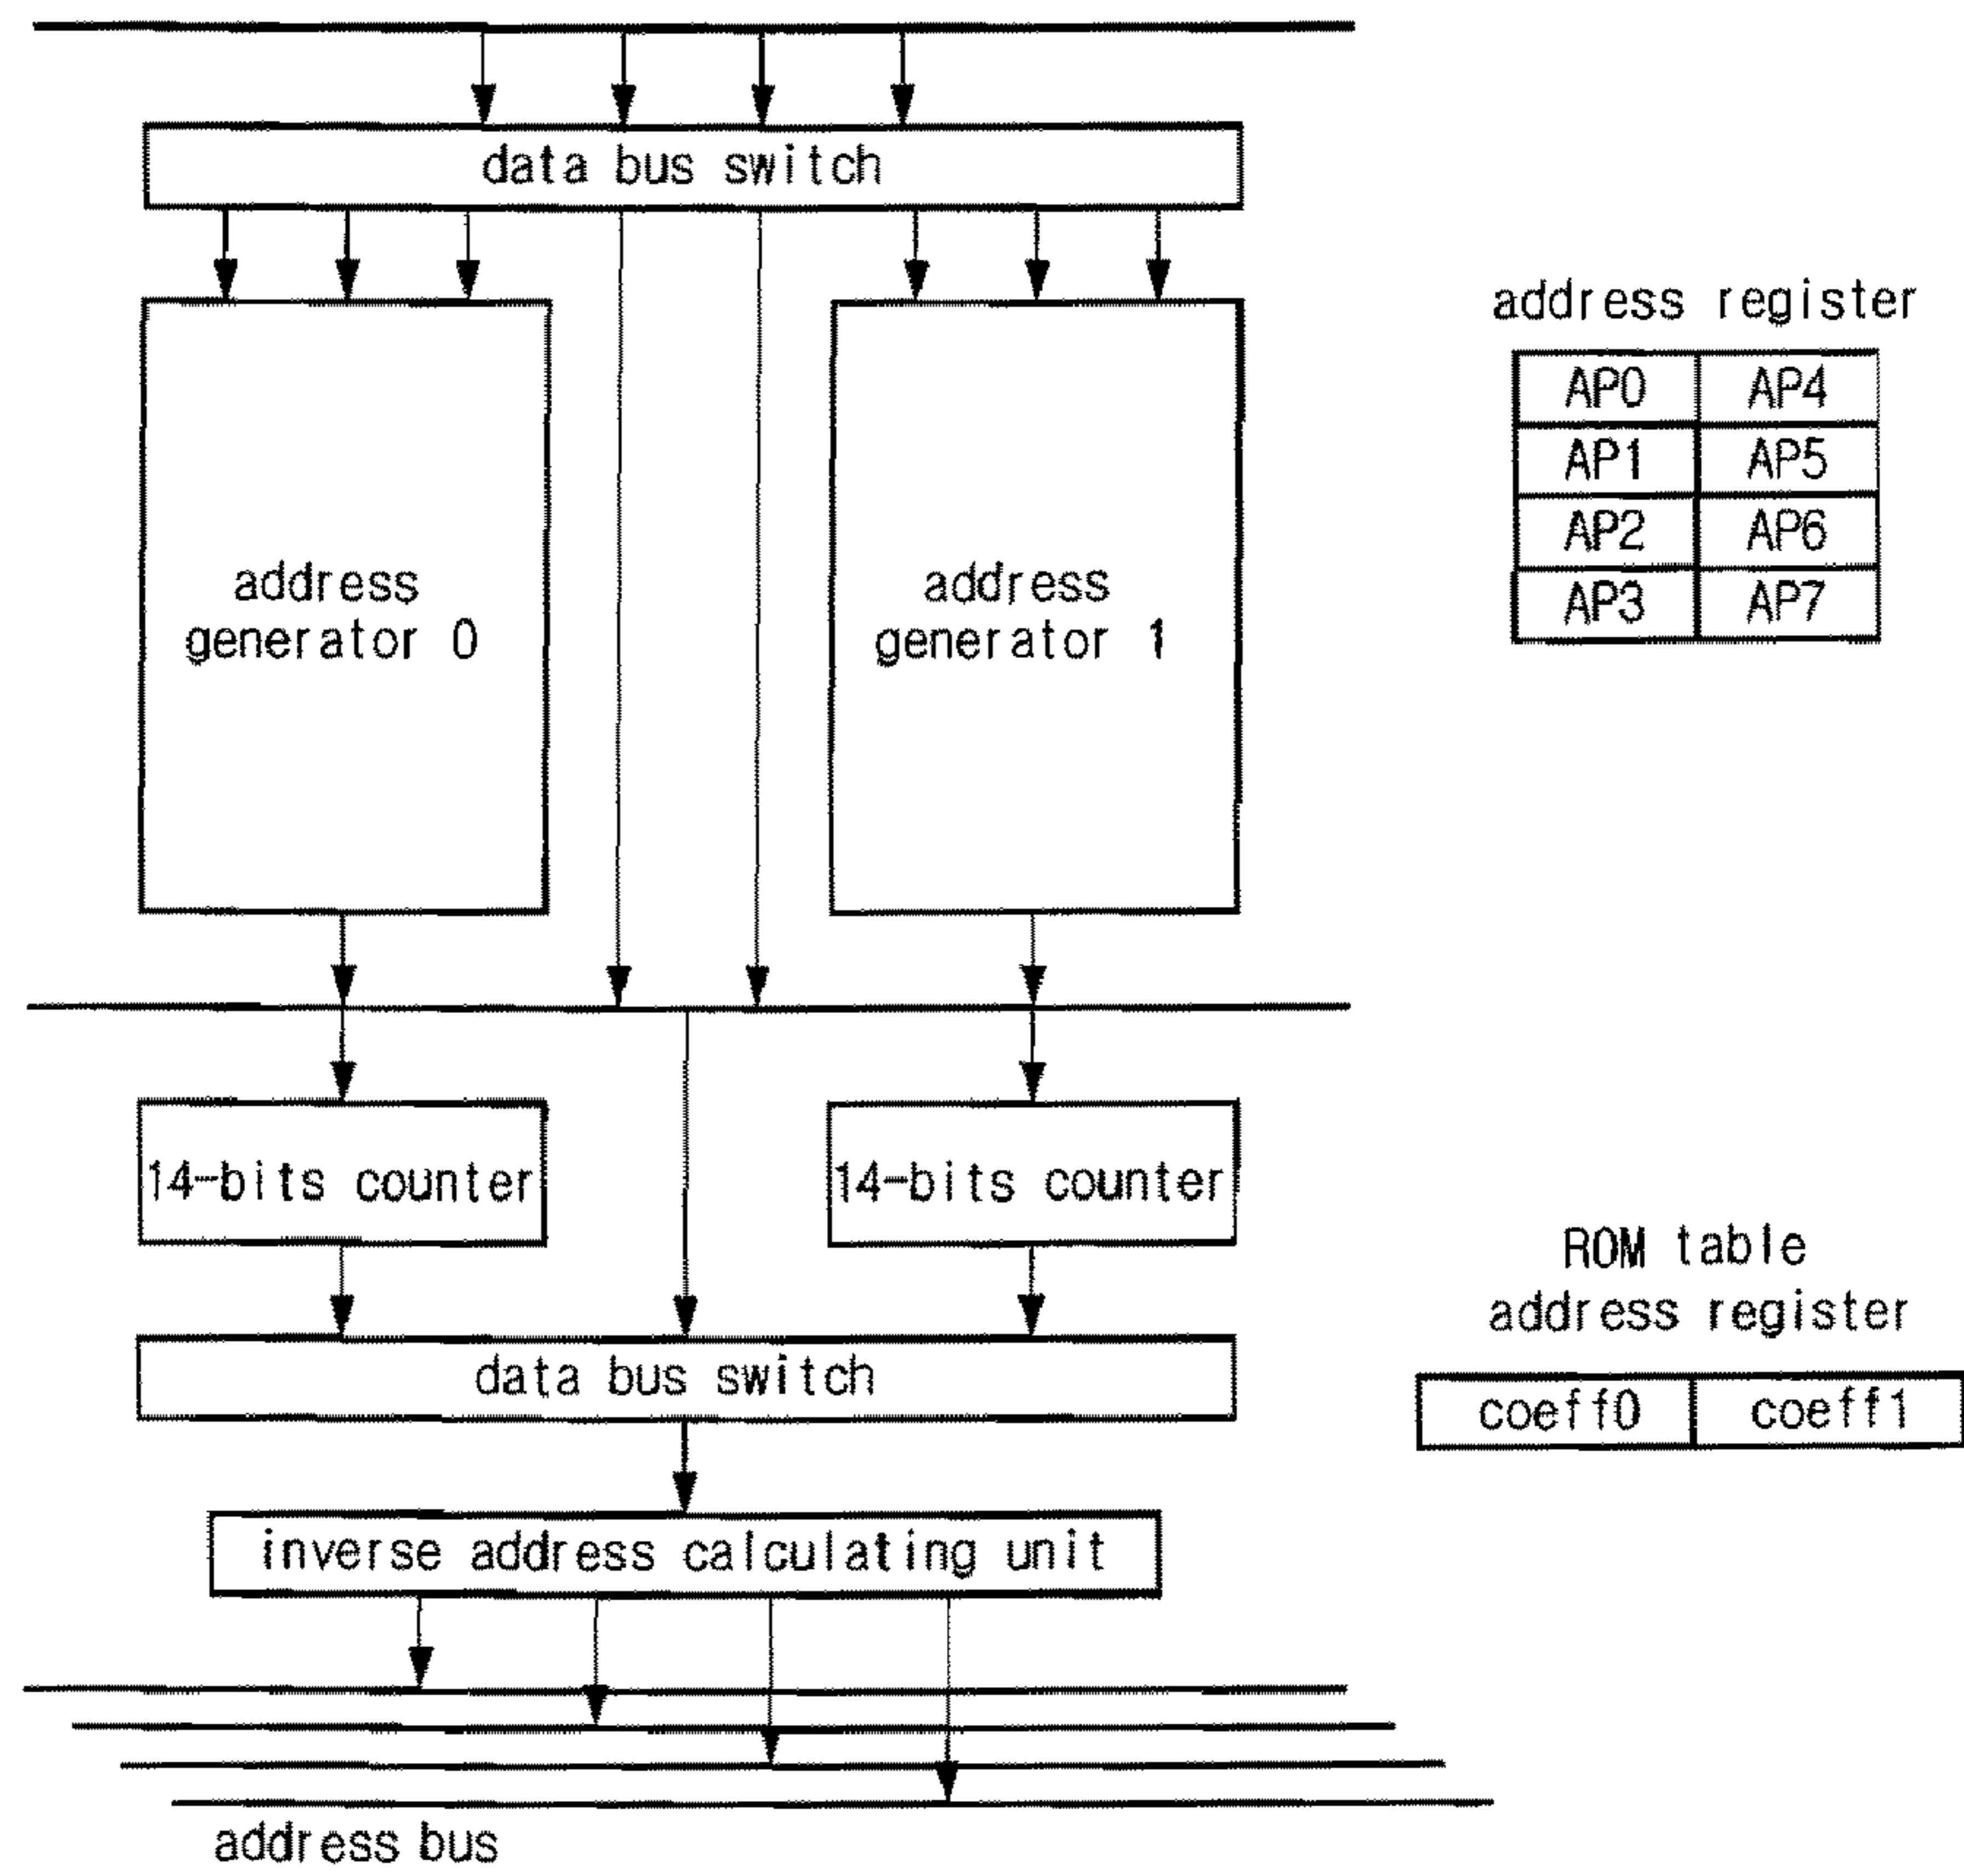 data bus switch
address register
AP0 AP4
AP1 AP5
AP2 AP6
AP3 AP7
address
generator 0
address
generator 1
14-bits counter
14-bits counter
ROM table
address register
data bus switch
coeff0 coeff1
inverse address calculating unit
address bus